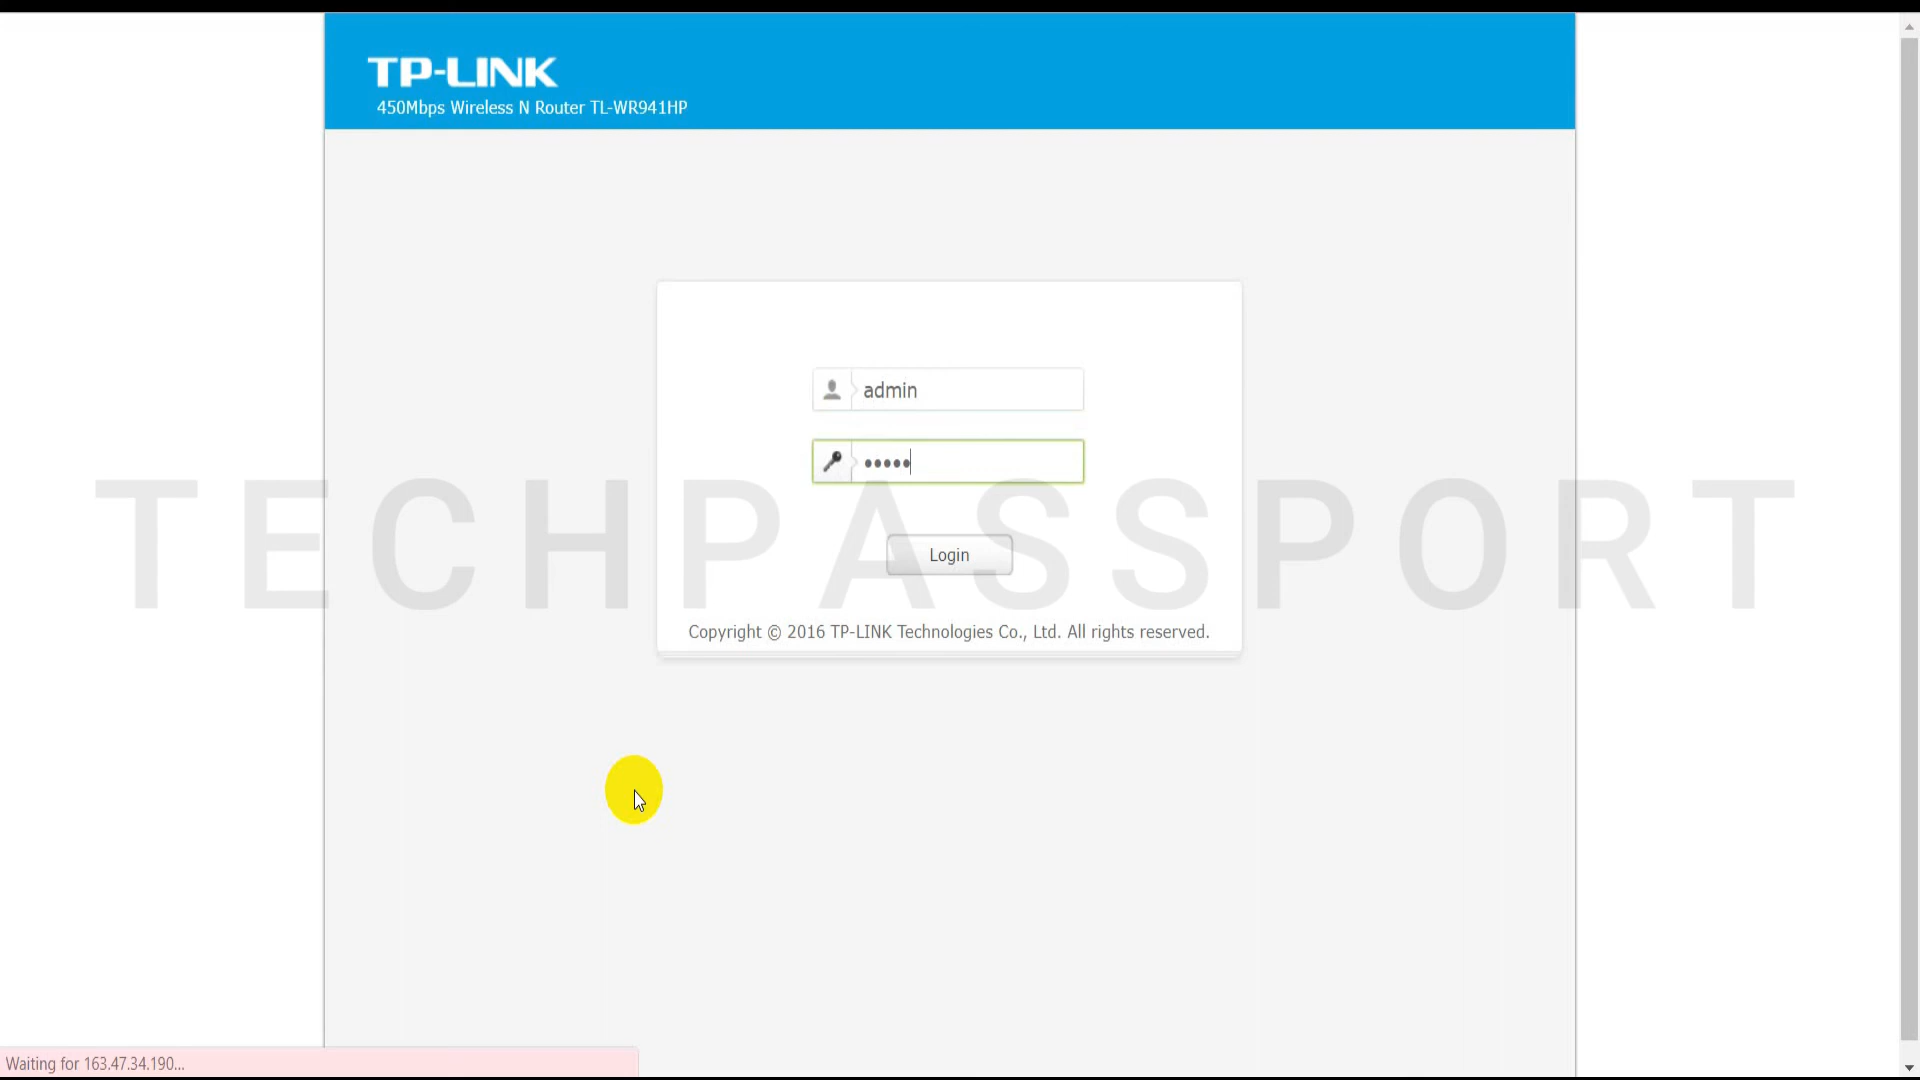 TP-LINK
450Mbps Wireless N Router TL-WR941HP
admin
•••••
TECHPASSPORT
Login
Copyright © 2016 TP-LINK Technologies Co., Ltd. All rights reserved.
Waiting for 163.47.34.190...